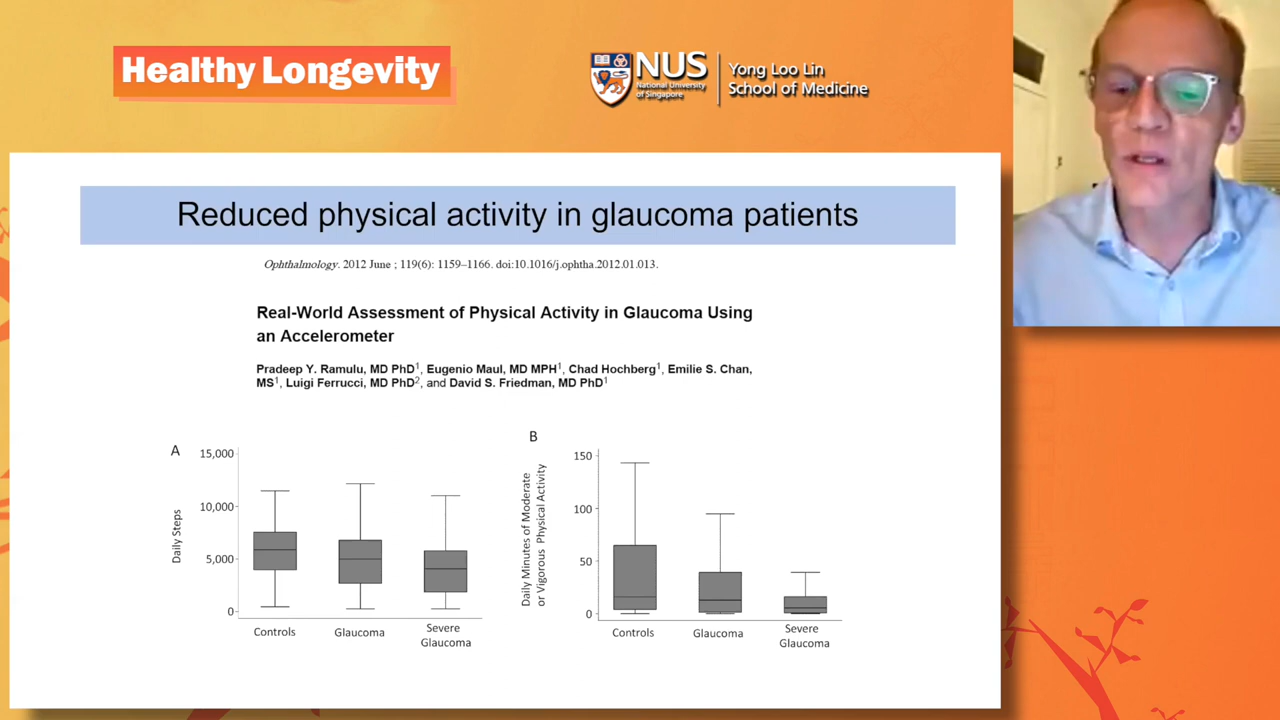 Healthy Longevity
NUS
National University
of Singapore
Yong Loo Lin
School of Medicine
Reduced physical activity in glaucoma patients
Ophthalmology. 2012 June ; 119(6): 1159–1166. doi:10.1016/j.ophtha.2012.01.013.
Real-World Assessment of Physical Activity in Glaucoma Using
an Accelerometer
Pradeep Y. Ramulu, MD PhD1, Eugenio Maul, MD MPH1, Chad Hochberg1, Emilie S. Chan,
MS1, Luigi Ferrucci, MD PhD2, and David S. Friedman, MD PhD1
A
Daily Steps
15,000
10,000
5,000
0
Controls
Glaucoma
Severe
Glaucoma
B
Daily Minutes of Moderate
or Vigorous Physical Activity
150
100
50
0
Controls
Glaucoma
Severe
Glaucoma